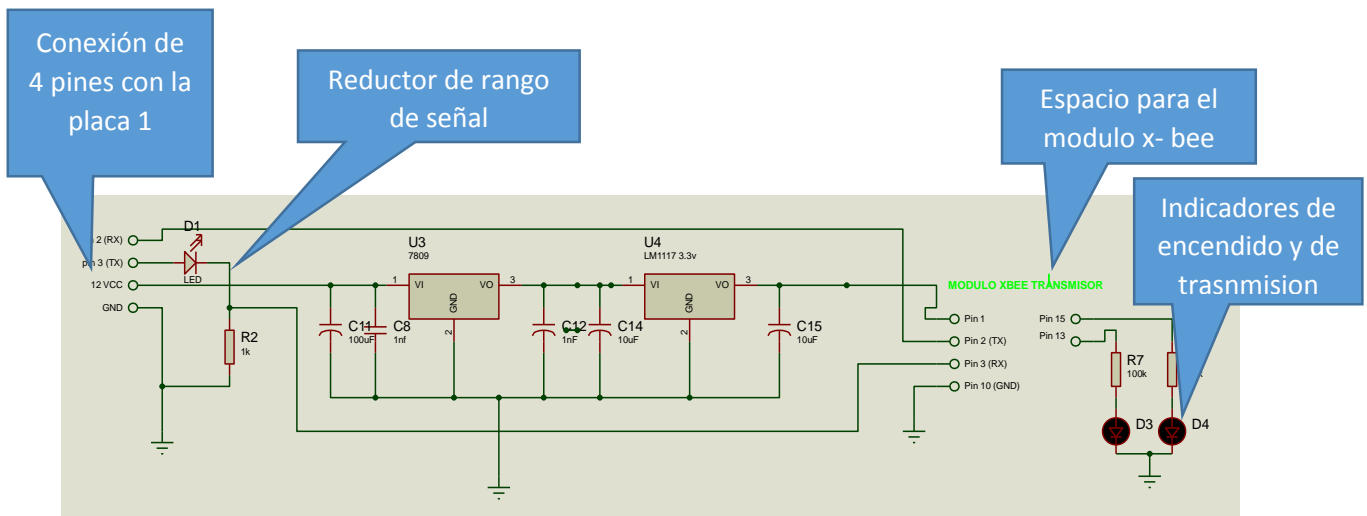 Conexión de
4 pines con la
placa 1
Reductor de rango
de señal
Espacio para el
modulo x- bee
Indicadores de
encendido y de
trasnmision
2 (RX)
pin 3 (TX)
12 VCC
GND
D1
LED
R2
1k
C11
100uF
C8
1nf
U3
7809
1
VI
VO
3
GND
2
C12
1nF
C14
10uF
U4
LM1117 3.3v
1
VI
VO
3
GND
2
C15
10uF
MODULO XBEE TRANSMISOR
Pin 1
Pin 2 (TX)
Pin 3 (RX)
Pin 10 (GND)
Pin 15
Pin 13
R7
100k
D3
D4